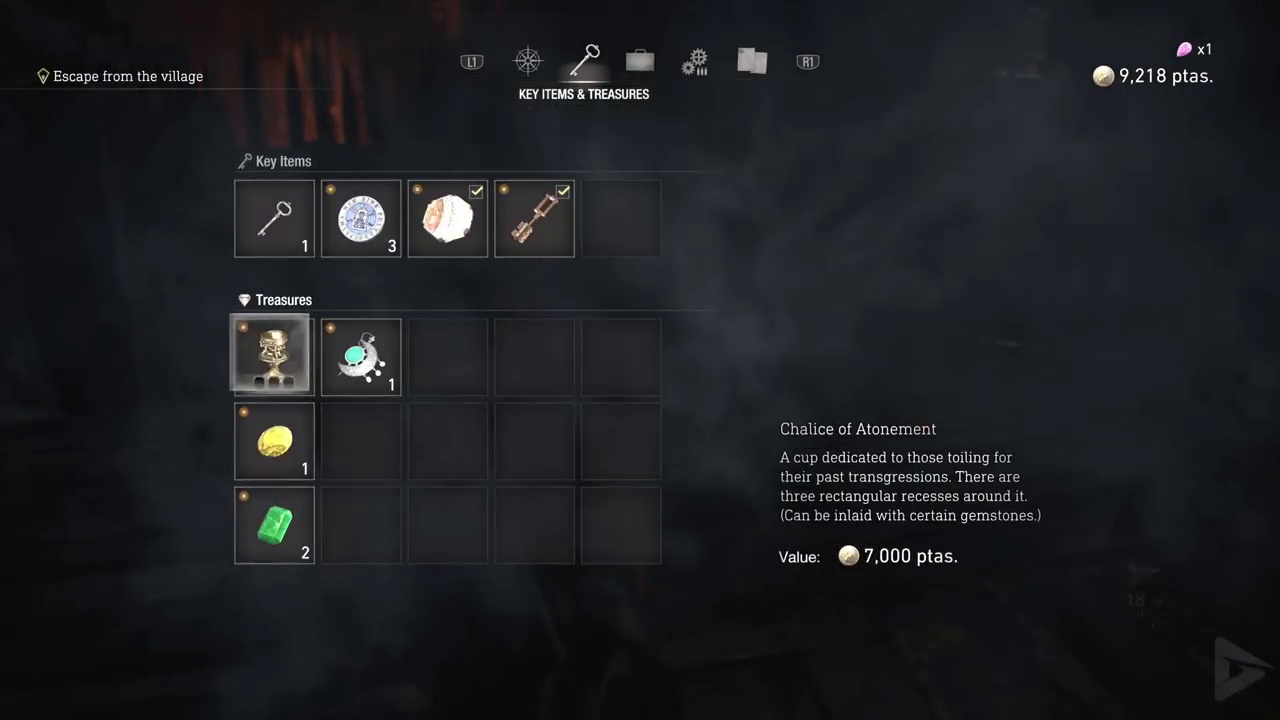 Escape from the village
L1
R1
KEY ITEMS & TREASURES
x1
9,218 ptas.
Key Items
1
3
Treasures
1
1
2
Chalice of Atonement
A cup dedicated to those toiling for
their past transgressions. There are
three rectangular recesses around it.
(Can be inlaid with certain gemstones.)
Value: 7,000 ptas.
18